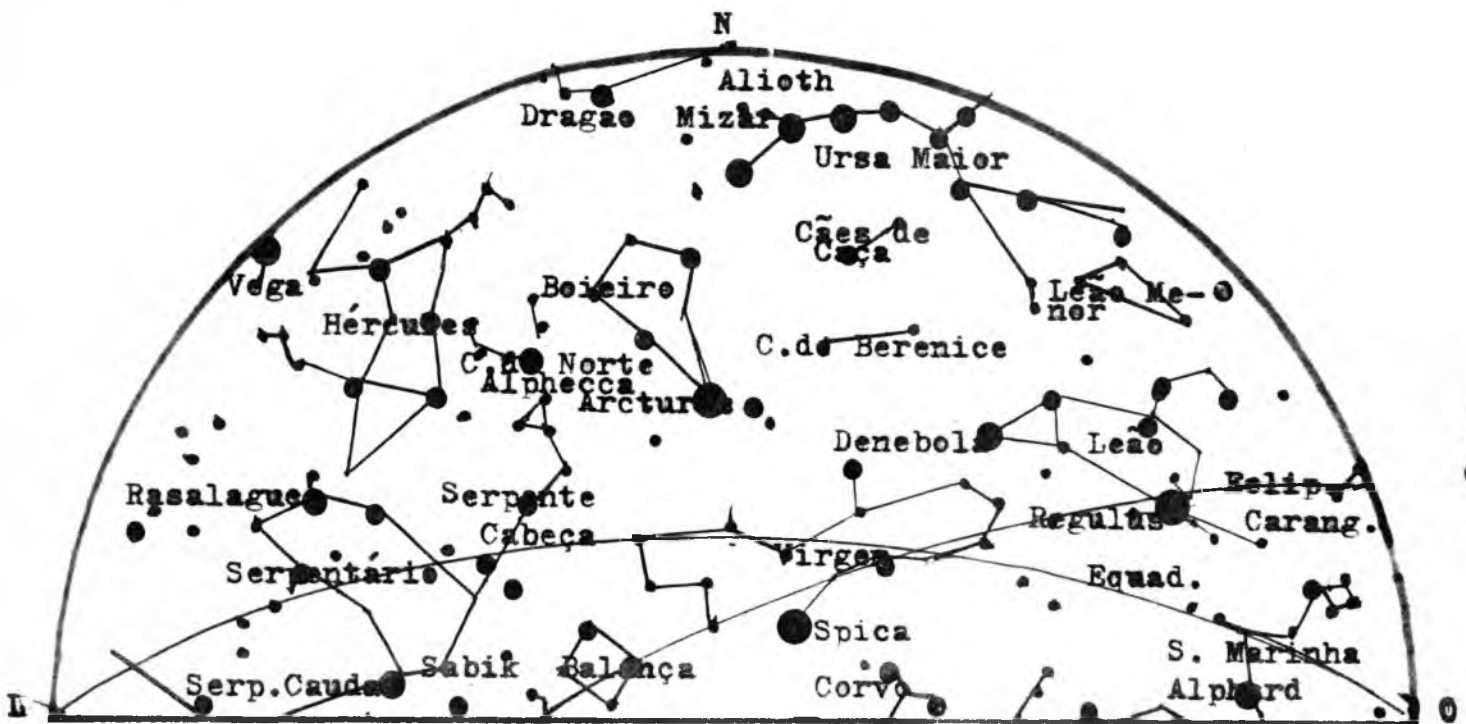 N
Alioth
Dragao Mizar
Ursa Maior
Cães de
Caça
Vega Boieiro Leão Me-
nor
Hércules
C. do Norte C.de Berenice
Alphecca
Arcturus
Denebola Leão
Rasalague Serpente Eclip.
Cabeça Regulus Carang.
Virgem
Serpentário Equad.
Spica
Sabik Balança S. Marinha
Serp.Cauda Corvo Alphard
L O